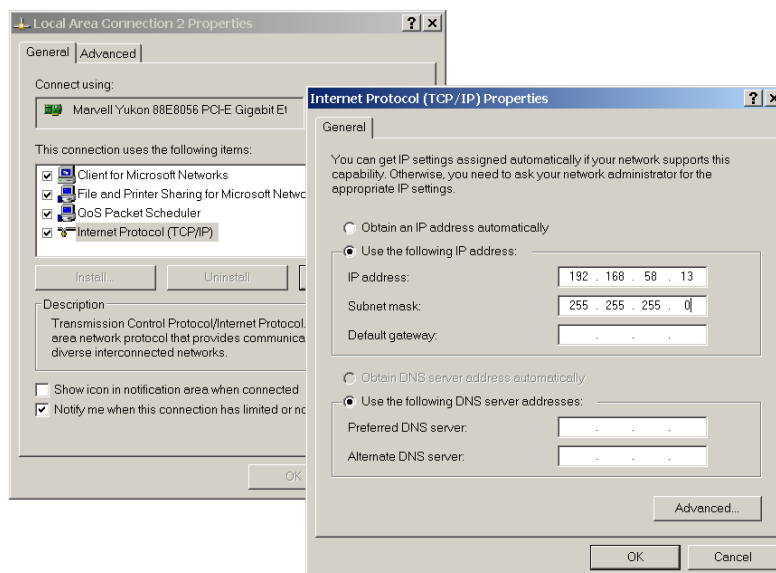 Local Area Connection 2 Properties
General
Advanced
Connect using:
Marvell Yukon 88E8056 PCI-E Gigabit Et
This connection uses the following items:
Client for Microsoft Networks
File and Printer Sharing for Microsoft Netwo
QoS Packet Scheduler
Internet Protocol (TCP/IP)
Install...
Uninstall
Description
Transmission Control Protocol/Internet Protocol.
area network protocol that provides communica
diverse interconnected networks.
Show icon in notification area when connected
Notify me when this connection has limited or no
OK
Internet Protocol (TCP/IP) Properties
General
You can get IP settings assigned automatically if your network supports this
capability. Otherwise, you need to ask your network administrator for the
appropriate IP settings.
Obtain an IP address automatically
Use the following IP address:
IP address: 192 . 168 . 58 . 13
Subnet mask: 255 . 255 . 255 . 0
Default gateway: . . .
Obtain DNS server address automatically
Use the following DNS server addresses:
Preferred DNS server: . . .
Alternate DNS server: . . .
Advanced...
OK
Cancel